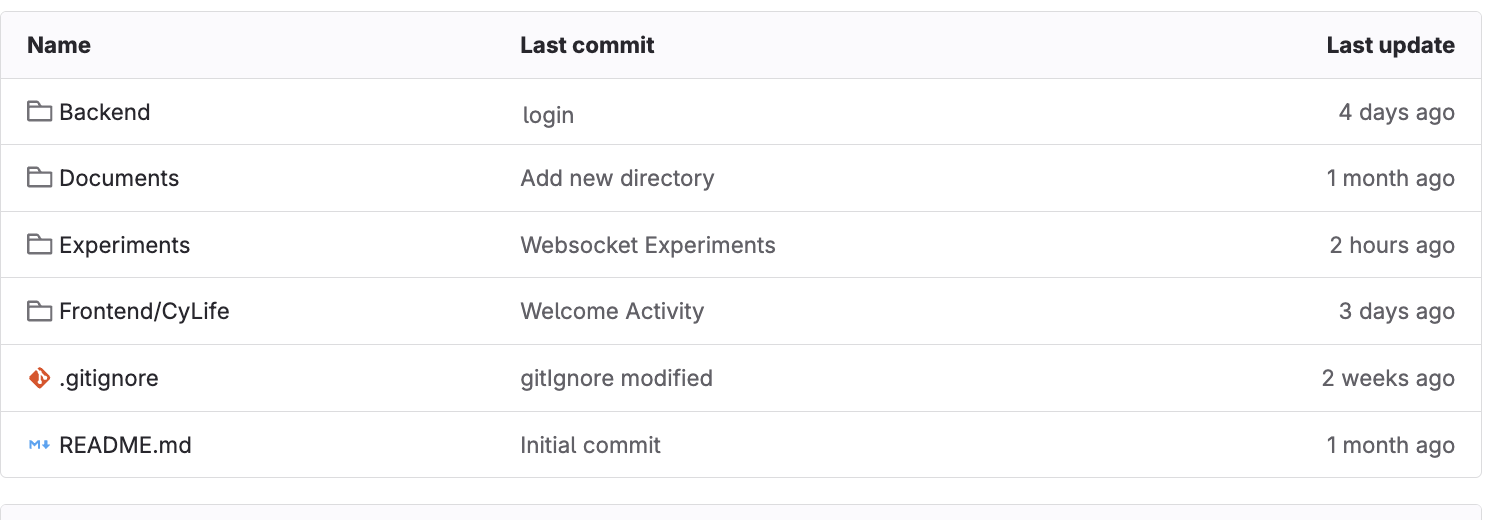 Name Last commit Last update
Backend login 4 days ago
Documents Add new directory 1 month ago
Experiments Websocket Experiments 2 hours ago
Frontend/CyLife Welcome Activity 3 days ago
.gitignore gitIgnore modified 2 weeks ago
README.md Initial commit 1 month ago